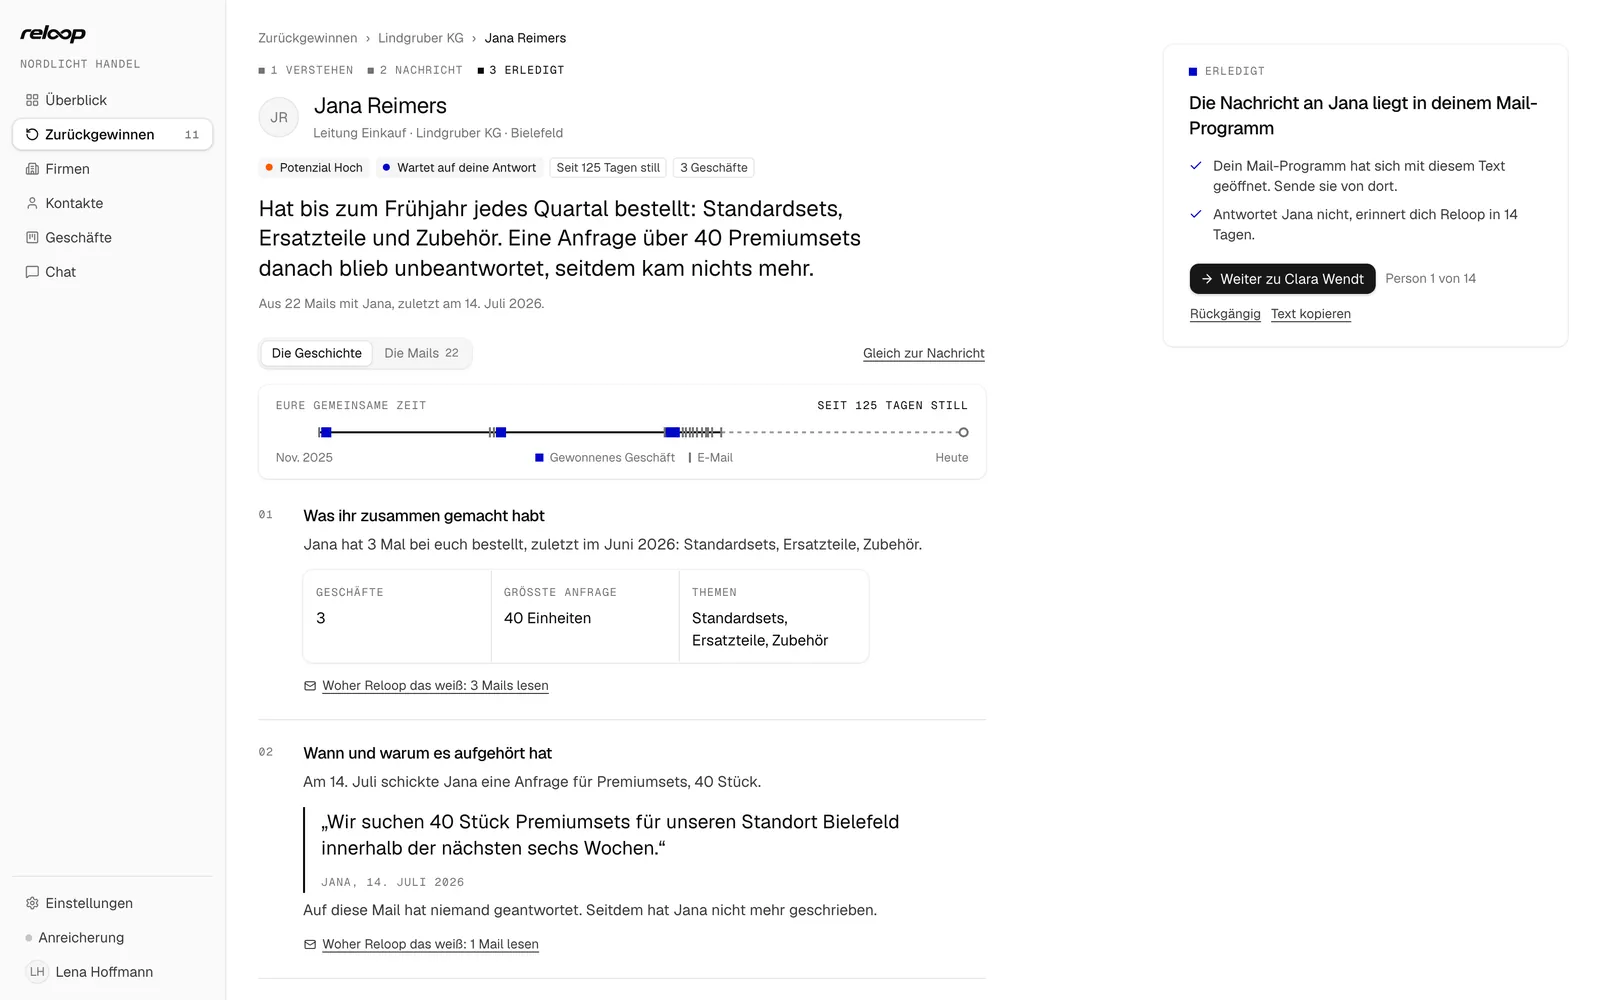 reloop
NORDLICHT HANDEL
Überblick
Zurückgewinnen 11
Firmen
Kontakte
Geschäfte
Chat
Einstellungen
Anreicherung
LH Lena Hoffmann
Zurückgewinnen › Lindgruber KG › Jana Reimers
1 VERSTEHEN 2 NACHRICHT 3 ERLEDIGT
JR
Jana Reimers
Leitung Einkauf · Lindgruber KG · Bielefeld
Potenzial Hoch Wartet auf deine Antwort Seit 125 Tagen still 3 Geschäfte
Hat bis zum Frühjahr jedes Quartal bestellt: Standardsets,
Ersatzteile und Zubehör. Eine Anfrage über 40 Premiumsets
danach blieb unbeantwortet, seitdem kam nichts mehr.
Aus 22 Mails mit Jana, zuletzt am 14. Juli 2026.
Die Geschichte Die Mails 22 Gleich zur Nachricht
EURE GEMEINSAME ZEIT SEIT 125 TAGEN STILL
Nov. 2025 Gewonnenes Geschäft E-Mail Heute
01 Was ihr zusammen gemacht habt
Jana hat 3 Mal bei euch bestellt, zuletzt im Juni 2026: Standardsets, Ersatzteile, Zubehör.
GESCHÄFTE GRÖSSTE ANFRAGE THEMEN
3 40 Einheiten Standardsets,
Ersatzteile, Zubehör
Woher Reloop das weiß: 3 Mails lesen
02 Wann und warum es aufgehört hat
Am 14. Juli schickte Jana eine Anfrage für Premiumsets, 40 Stück.
„Wir suchen 40 Stück Premiumsets für unseren Standort Bielefeld
innerhalb der nächsten sechs Wochen.“
JANA, 14. JULI 2026
Auf diese Mail hat niemand geantwortet. Seitdem hat Jana nicht mehr geschrieben.
Woher Reloop das weiß: 1 Mail lesen
ERLEDIGT
Die Nachricht an Jana liegt in deinem Mail-
Programm
Dein Mail-Programm hat sich mit diesem Text
geöffnet. Sende sie von dort.
Antwortet Jana nicht, erinnert dich Reloop in 14
Tagen.
→ Weiter zu Clara Wendt Person 1 von 14
Rückgängig Text kopieren